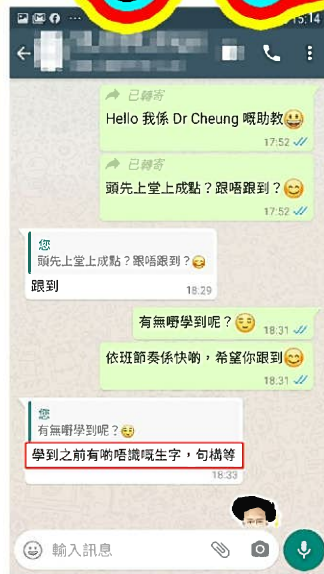 15:14
已轉寄
Hello 我係 Dr Cheung 嘅助教
17:52
已轉寄
頭先上堂上成點？跟唔跟到？
17:52
您
頭先上堂上成點？跟唔跟到？
跟到
18:29
有無嘢學到呢？
18:31
依班節奏係快啲，希望你跟到
18:31
您
有無嘢學到呢？
學到之前有啲唔識嘅生字，句構等
18:33
輸入訊息